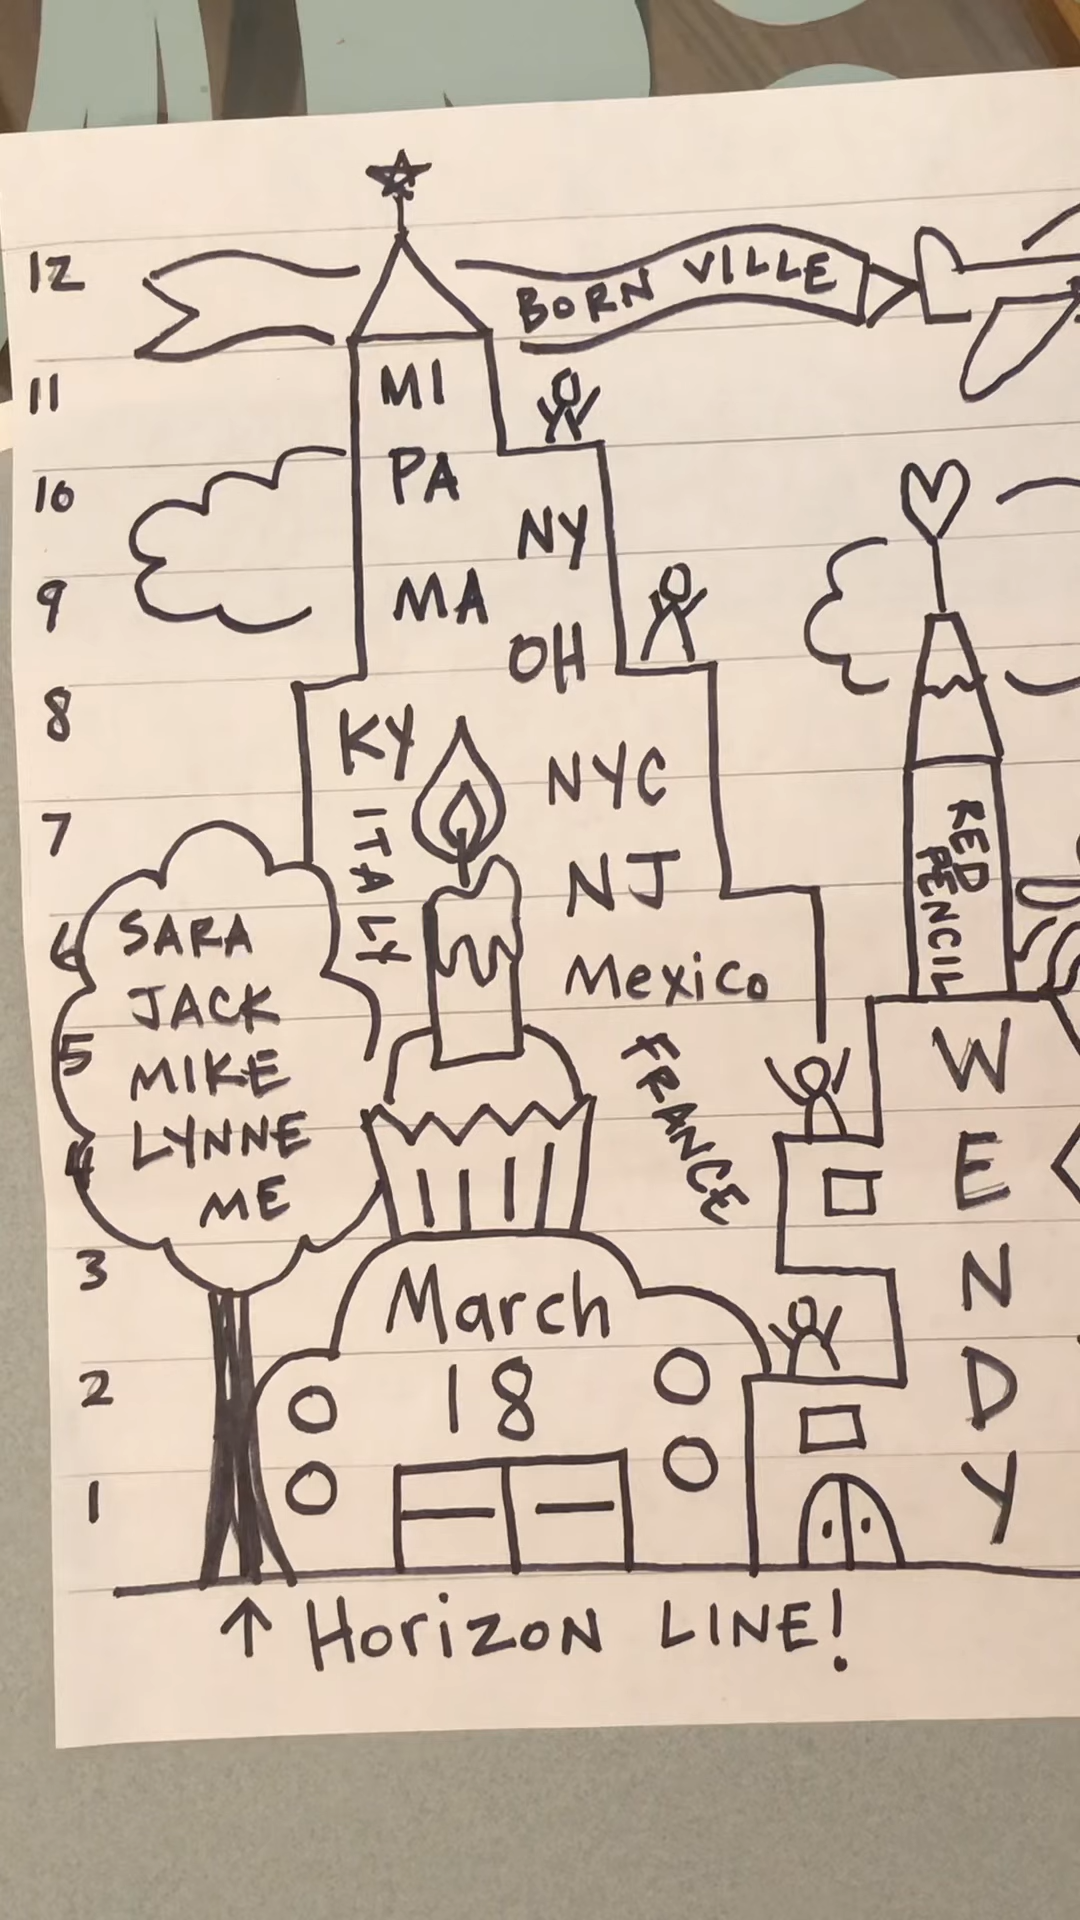 12
BORN VILLE
11
MI
10
PA
NY
9
MA
OH
8
KY
NYC
7
ITALY
NJ
RED
PENCIL
6
SARA
Mexico
JACK
5
MIKE
FRANCE
4
LYNNE
ME
WENDY
3
March
2
18
1
↑ HoriZON LINE!